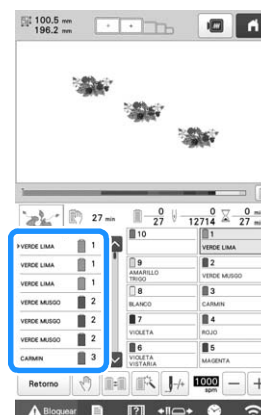 100.5 mm
196.2 mm
27 min
0
27
0
12714
0
27
VERDE LIMA 1
VERDE LIMA 1
VERDE LIMA 1
VERDE MUSGO 2
VERDE MUSGO 2
VERDE MUSGO 2
CARMIN 3
10
1
VERDE LIMA
9
AMARILLO TRIGO
2
VERDE MUSGO
8
BLANCO
3
CARMIN
7
VIOLETA
4
ROJO
6
VIOLETA VISTARIA
5
MAGENTA
Retorno
1000
spm
Bloquear